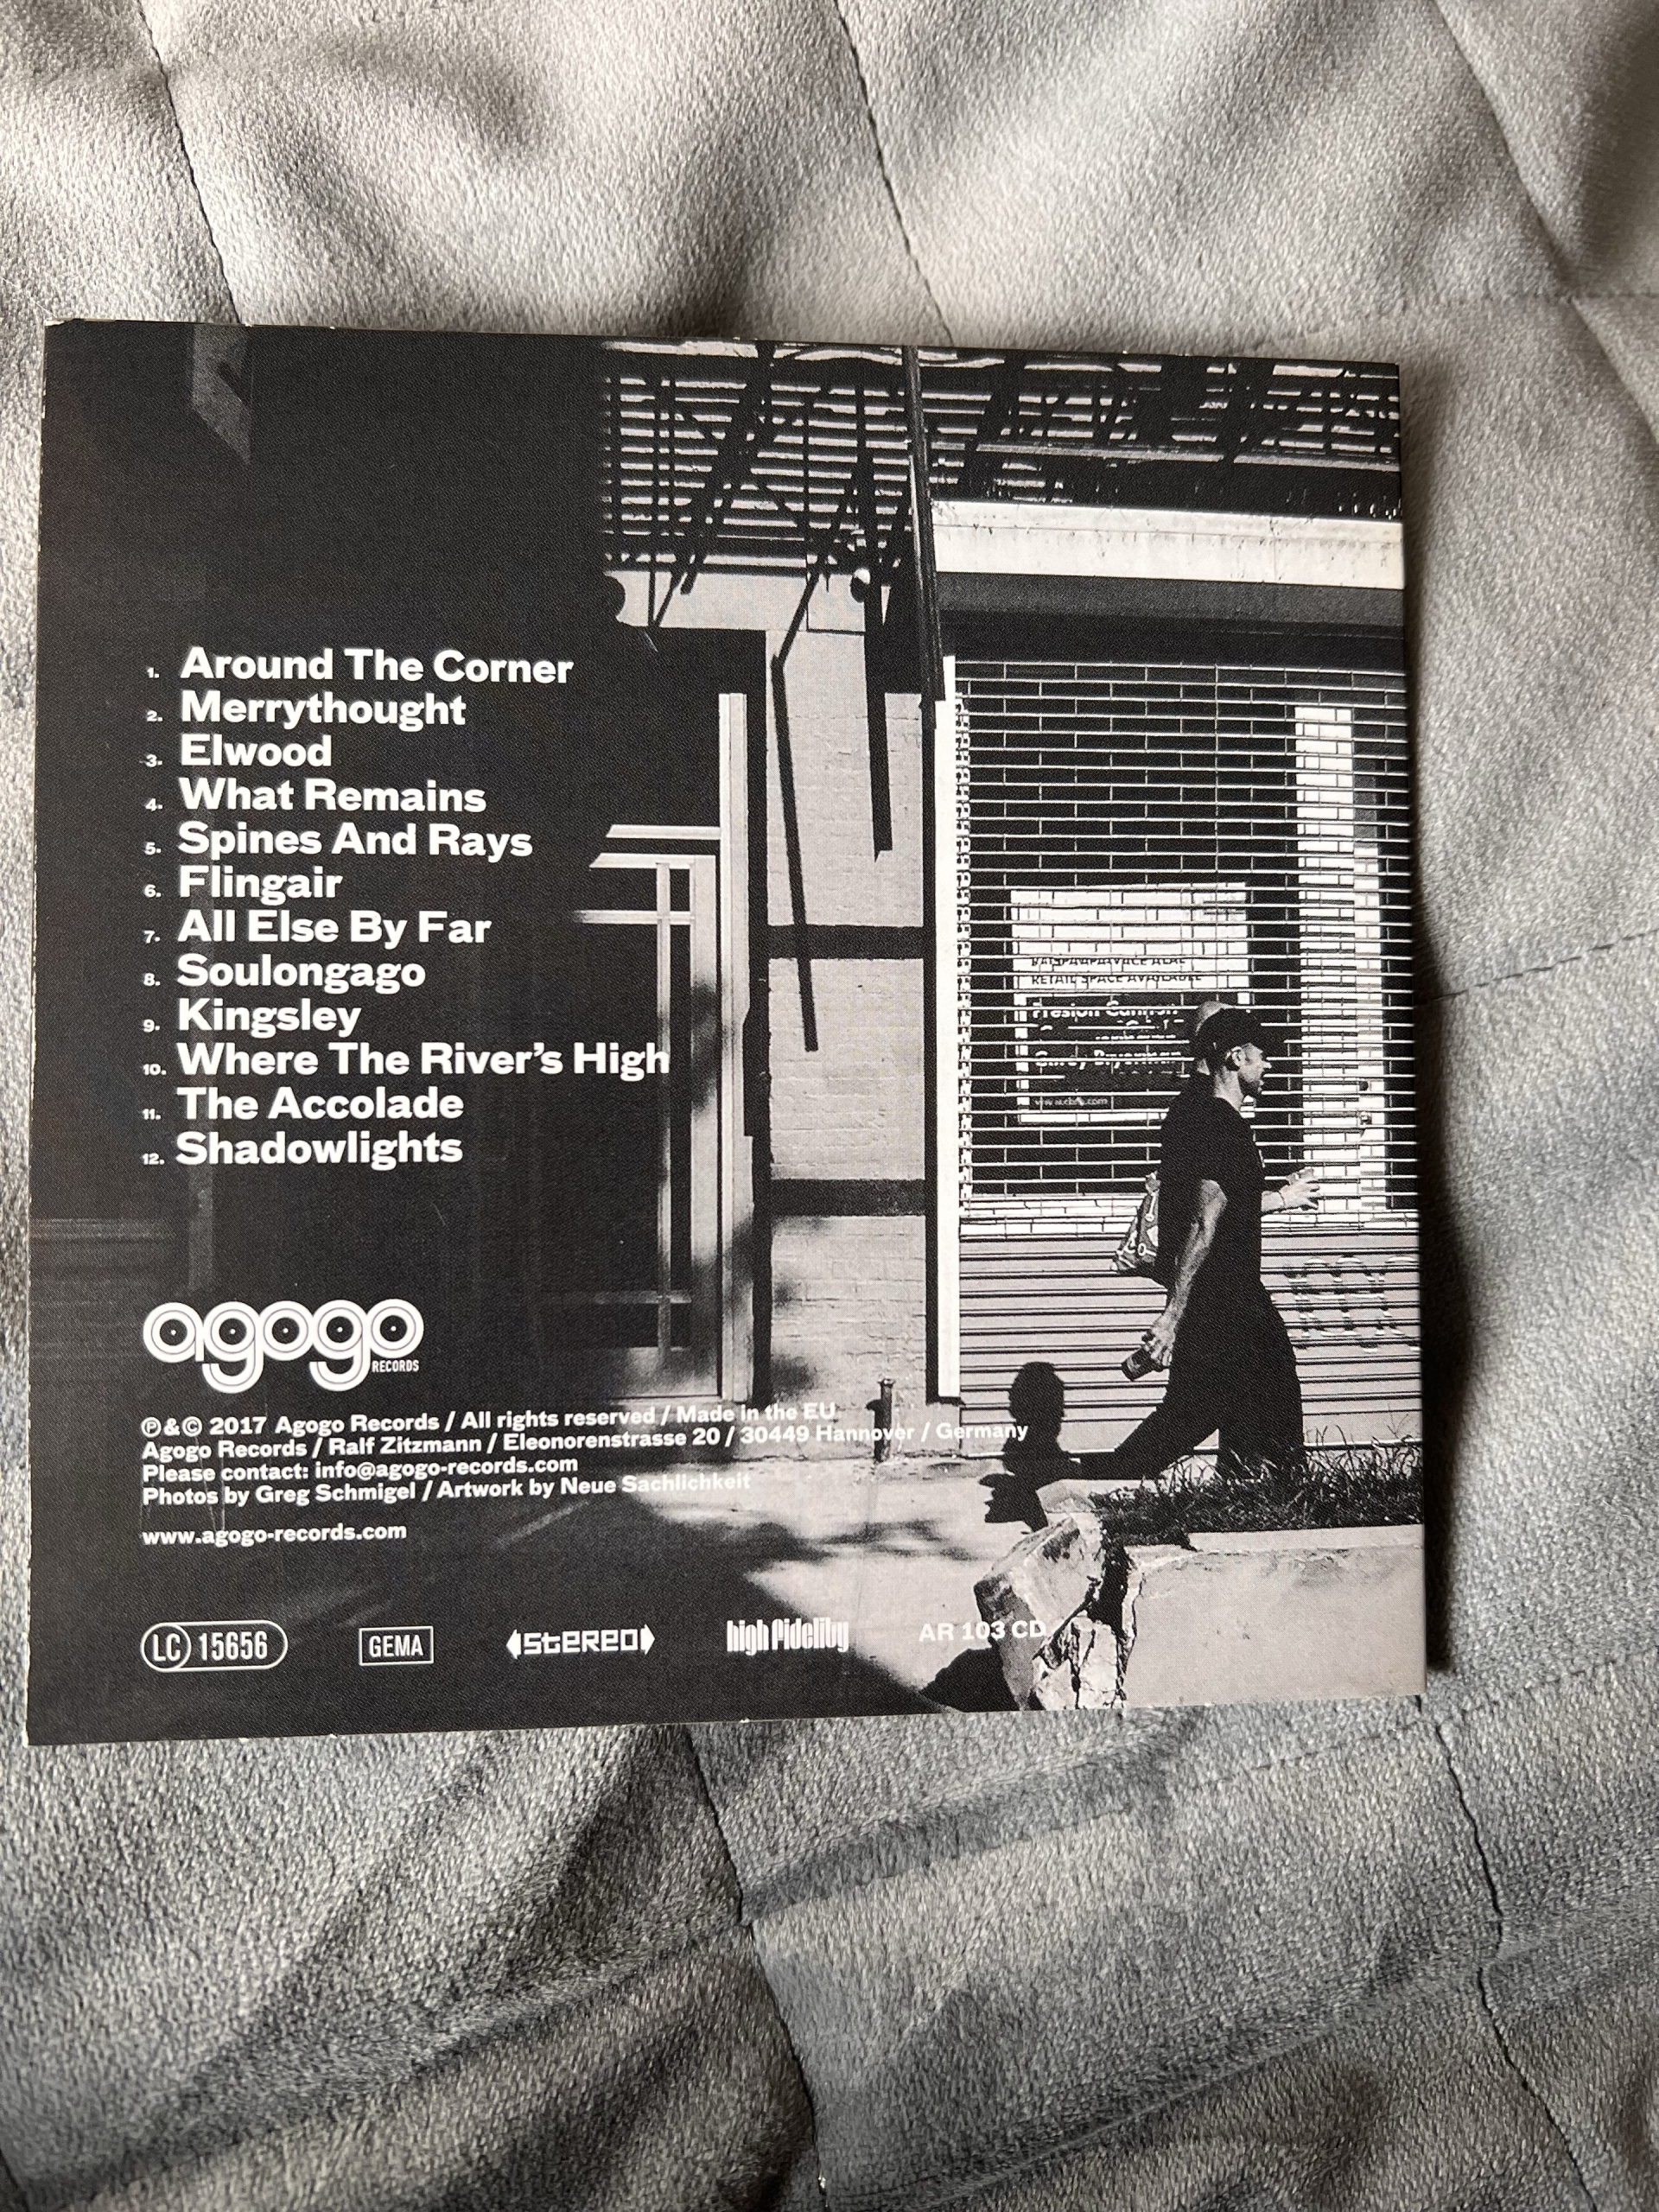 1. Around The Corner
2. Merrythought
3. Elwood
4. What Remains
5. Spines And Rays
6. Flingair
7. All Else By Far
8. Soulongago
9. Kingsley
10. Where The River’s High
11. The Accolade
12. Shadowlights
RETAIL SPACE AVAILABLE
agogo
RECORDS
℗&© 2017 Agogo Records / All rights reserved / Made in the EU
Agogo Records / Ralf Zitzmann / Eleonorenstrasse 20 / 30449 Hannover / Germany
Please contact: info@agogo-records.com
Photos by Greg Schmigel / Artwork by Neue Sachlichkeit
www.agogo-records.com
LC 15656 GEMA stereo high fidelity AR 103 CD